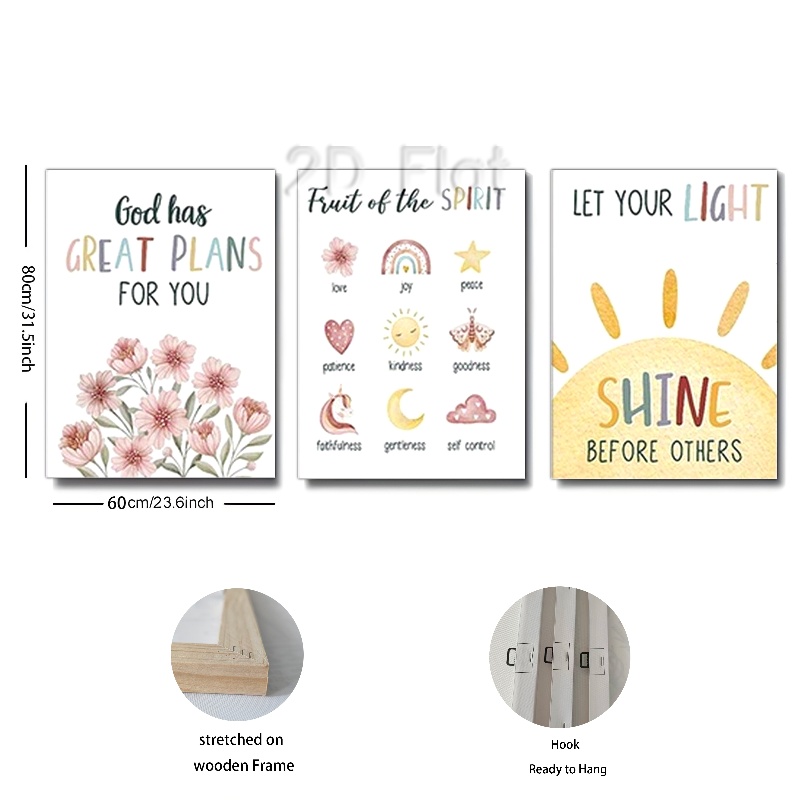 2D Flat
80cm/31.5inch
God has
GREAT PLANS
FOR YOU
Fruit of the SPIRIT
love
joy
peace
patience
kindness
goodness
faithfulness
gentleness
self control
LET YOUR LIGHT
SHINE
BEFORE OTHERS
60cm/23.6inch
stretched on
wooden Frame
Hook
Ready to Hang